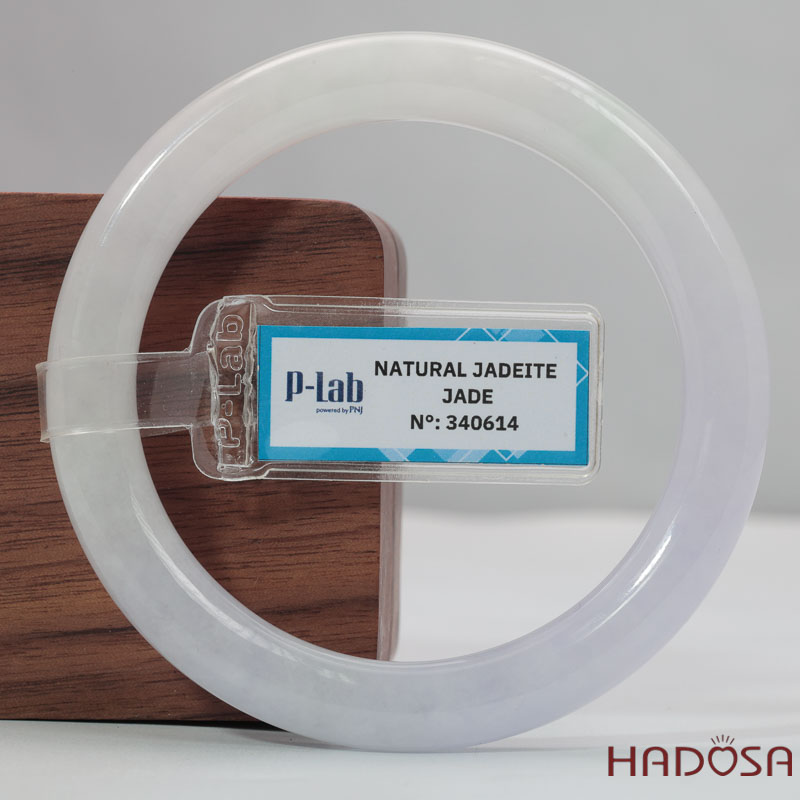 P-Lab
P-Lab
powered by PNJ
NATURAL JADEITE
JADE
Nº: 340614
HADOSA